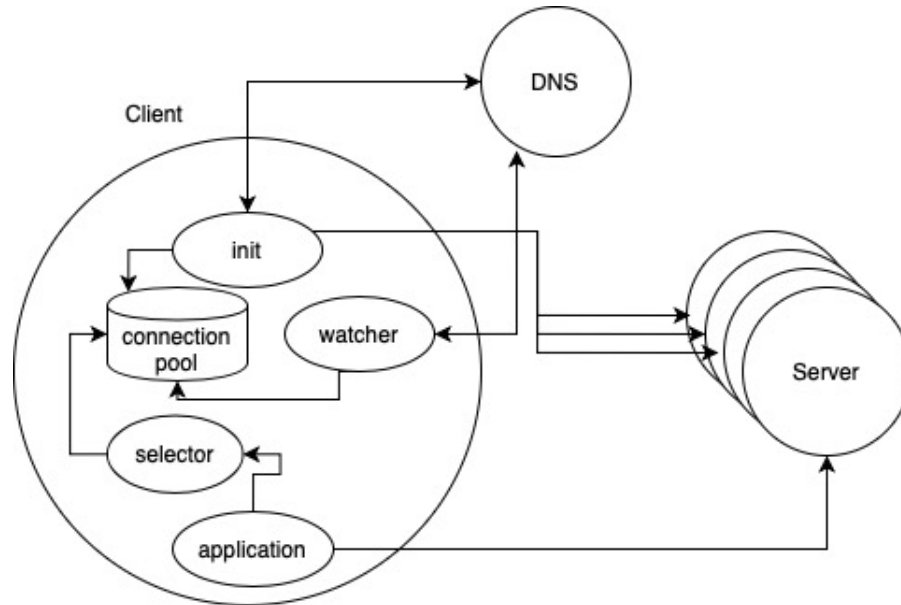 DNS
Client
init
connection
pool
watcher
Server
selector
application